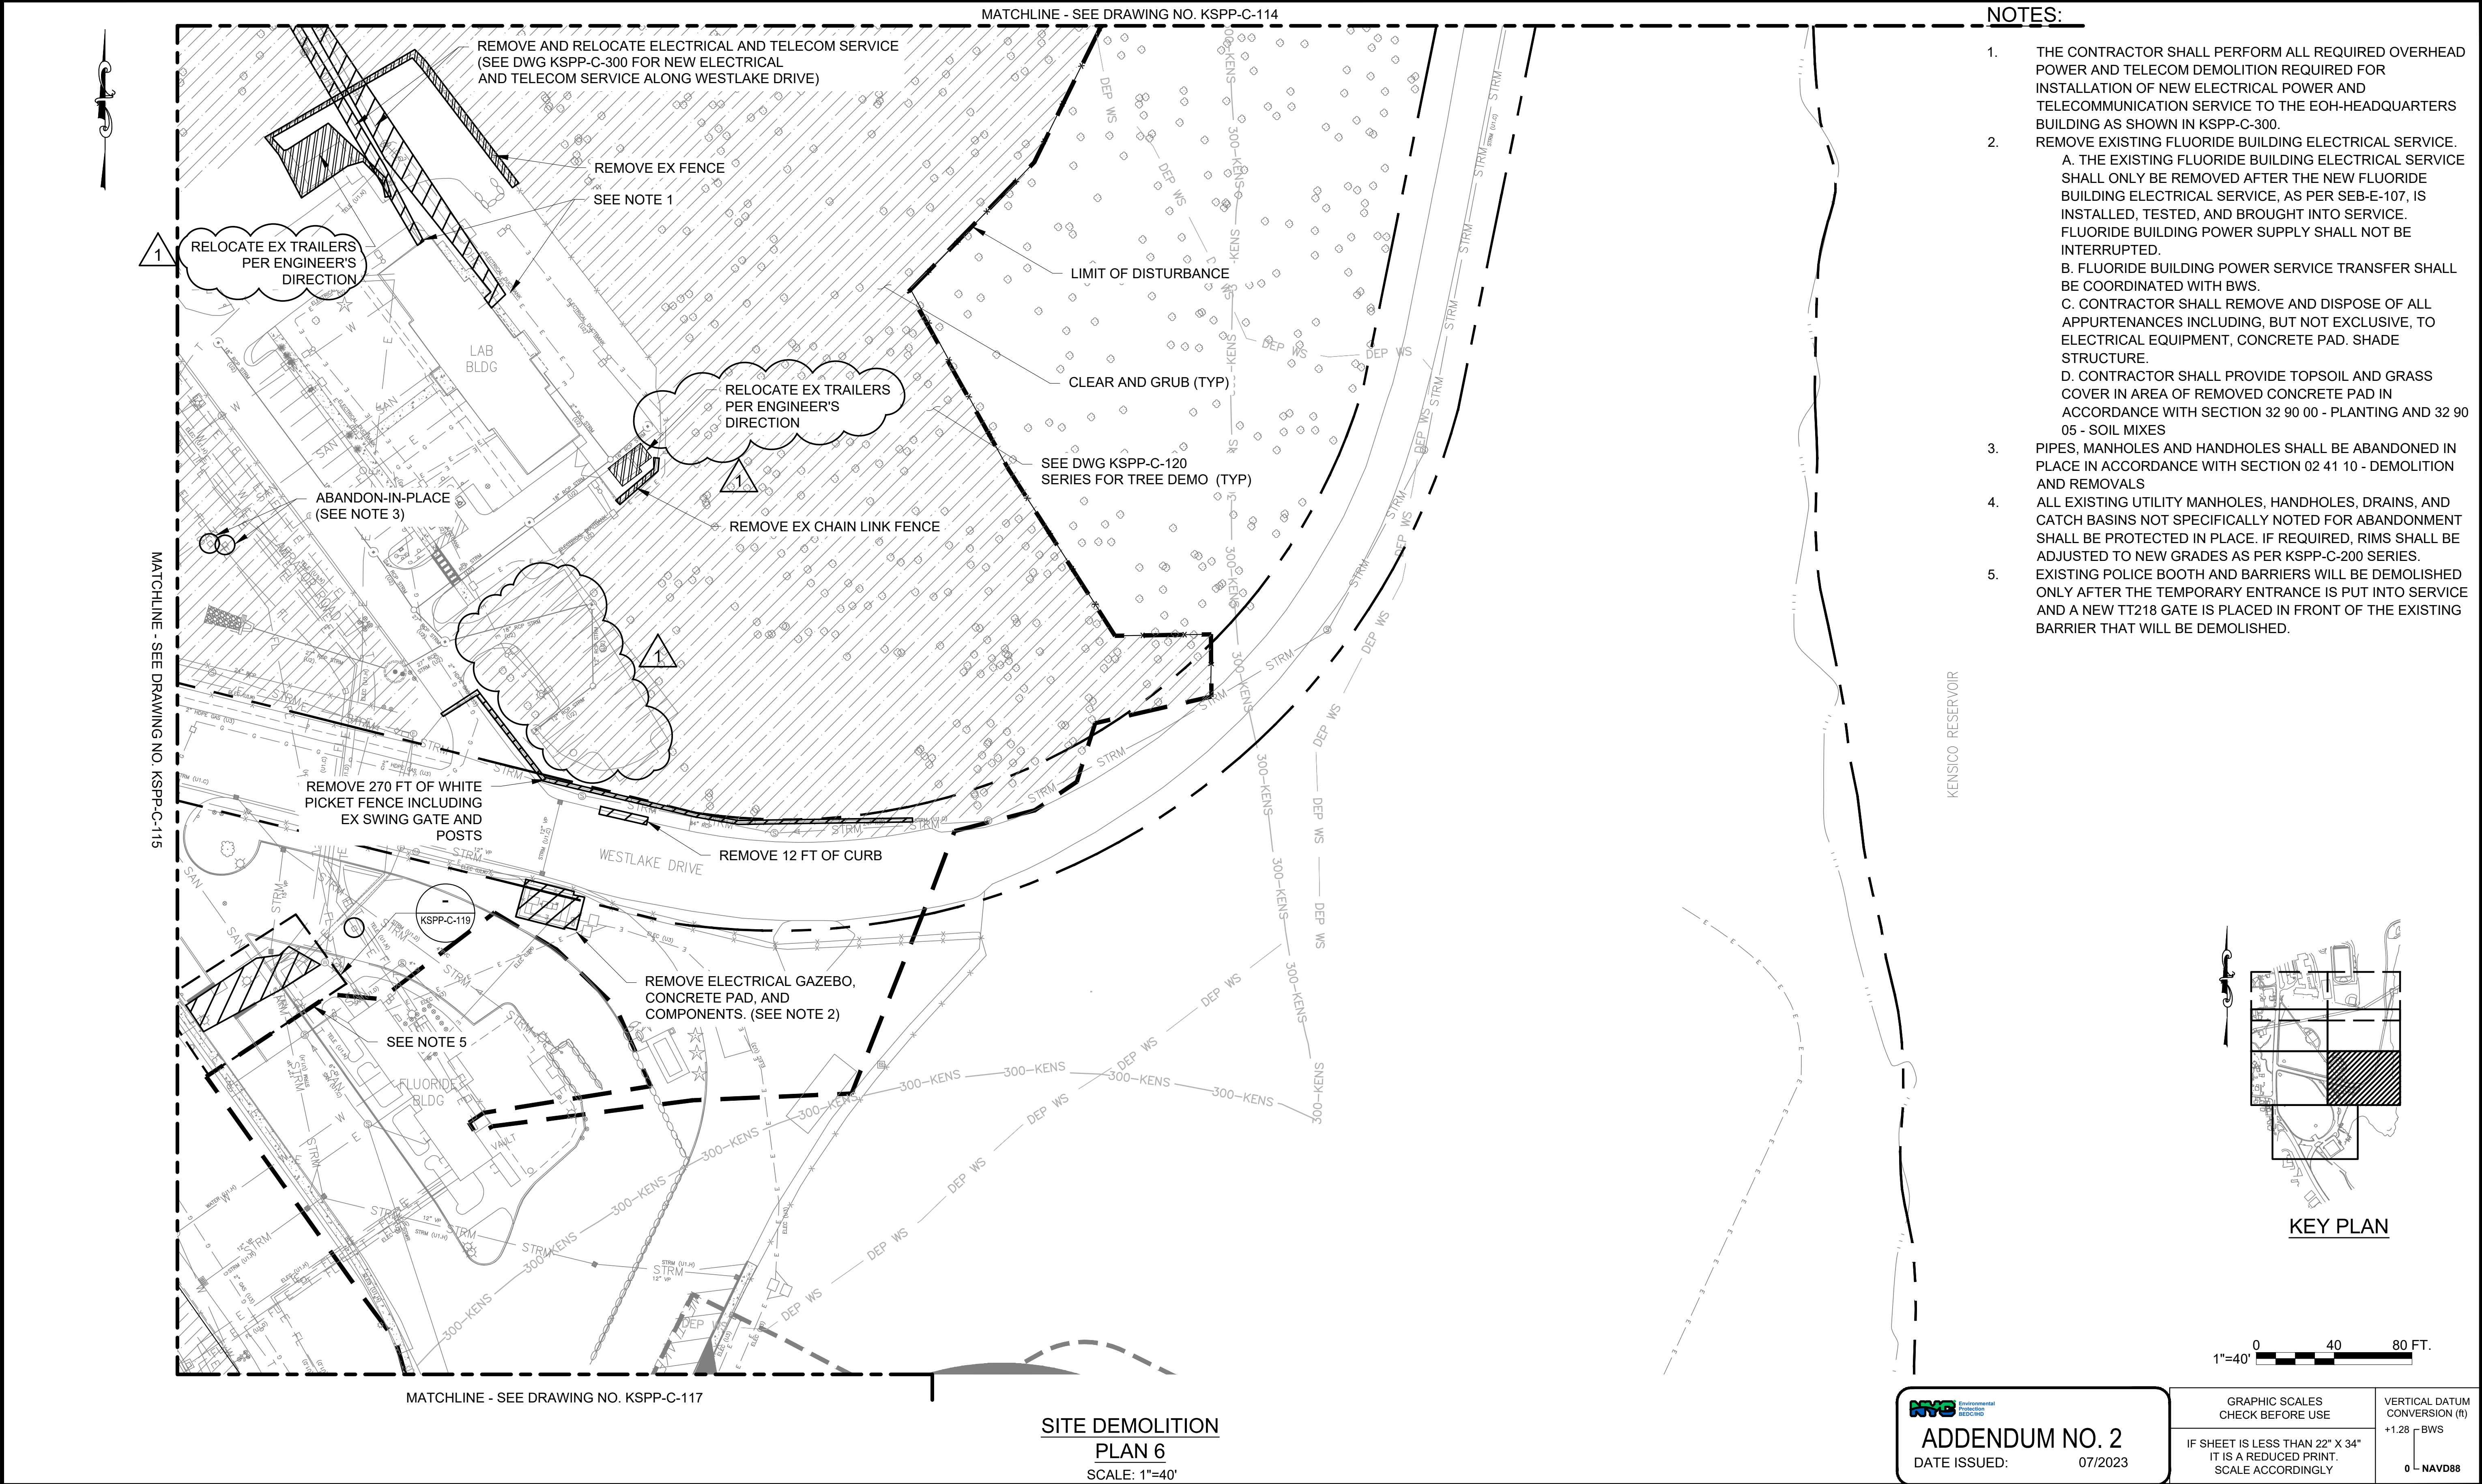 MATCHLINE - SEE DRAWING NO. KSPP-C-114
REMOVE AND RELOCATE ELECTRICAL AND TELECOM SERVICE
(SEE DWG KSPP-C-300 FOR NEW ELECTRICAL
AND TELECOM SERVICE ALONG WESTLAKE DRIVE)
REMOVE EX FENCE
SEE NOTE 1
1
RELOCATE EX TRAILERS
PER ENGINEER'S
DIRECTION
LIMIT OF DISTURBANCE
CLEAR AND GRUB (TYP)
LAB
BLDG
RELOCATE EX TRAILERS
PER ENGINEER'S
DIRECTION
1
SEE DWG KSPP-C-120
SERIES FOR TREE DEMO (TYP)
ABANDON-IN-PLACE
(SEE NOTE 3)
REMOVE EX CHAIN LINK FENCE
MATCHLINE - SEE DRAWING NO. KSPP-C-115
1
REMOVE 270 FT OF WHITE
PICKET FENCE INCLUDING
EX SWING GATE AND
POSTS
REMOVE 12 FT OF CURB
WESTLAKE DRIVE
-
KSPP-C-119
REMOVE ELECTRICAL GAZEBO,
CONCRETE PAD, AND
COMPONENTS. (SEE NOTE 2)
SEE NOTE 5
FLUORIDE
BLDG
VAULT
300-KENS
DEP WS
STRM
SAN
KENSICO RESERVOIR
MATCHLINE - SEE DRAWING NO. KSPP-C-117
SITE DEMOLITION
PLAN 6
SCALE: 1"=40'
NOTES:
1. THE CONTRACTOR SHALL PERFORM ALL REQUIRED OVERHEAD
POWER AND TELECOM DEMOLITION REQUIRED FOR
INSTALLATION OF NEW ELECTRICAL POWER AND
TELECOMMUNICATION SERVICE TO THE EOH-HEADQUARTERS
BUILDING AS SHOWN IN KSPP-C-300.
2. REMOVE EXISTING FLUORIDE BUILDING ELECTRICAL SERVICE.
A. THE EXISTING FLUORIDE BUILDING ELECTRICAL SERVICE
SHALL ONLY BE REMOVED AFTER THE NEW FLUORIDE
BUILDING ELECTRICAL SERVICE, AS PER SEB-E-107, IS
INSTALLED, TESTED, AND BROUGHT INTO SERVICE.
FLUORIDE BUILDING POWER SUPPLY SHALL NOT BE
INTERRUPTED.
B. FLUORIDE BUILDING POWER SERVICE TRANSFER SHALL
BE COORDINATED WITH BWS.
C. CONTRACTOR SHALL REMOVE AND DISPOSE OF ALL
APPURTENANCES INCLUDING, BUT NOT EXCLUSIVE, TO
ELECTRICAL EQUIPMENT, CONCRETE PAD. SHADE
STRUCTURE.
D. CONTRACTOR SHALL PROVIDE TOPSOIL AND GRASS
COVER IN AREA OF REMOVED CONCRETE PAD IN
ACCORDANCE WITH SECTION 32 90 00 - PLANTING AND 32 90
05 - SOIL MIXES
3. PIPES, MANHOLES AND HANDHOLES SHALL BE ABANDONED IN
PLACE IN ACCORDANCE WITH SECTION 02 41 10 - DEMOLITION
AND REMOVALS
4. ALL EXISTING UTILITY MANHOLES, HANDHOLES, DRAINS, AND
CATCH BASINS NOT SPECIFICALLY NOTED FOR ABANDONMENT
SHALL BE PROTECTED IN PLACE. IF REQUIRED, RIMS SHALL BE
ADJUSTED TO NEW GRADES AS PER KSPP-C-200 SERIES.
5. EXISTING POLICE BOOTH AND BARRIERS WILL BE DEMOLISHED
ONLY AFTER THE TEMPORARY ENTRANCE IS PUT INTO SERVICE
AND A NEW TT218 GATE IS PLACED IN FRONT OF THE EXISTING
BARRIER THAT WILL BE DEMOLISHED.
KEY PLAN
0 40 80 FT.
1"=40'
NYC Environmental
Protection
BEDC/IHD
ADDENDUM NO. 2
DATE ISSUED: 07/2023
GRAPHIC SCALES
CHECK BEFORE USE
IF SHEET IS LESS THAN 22" X 34"
IT IS A REDUCED PRINT.
SCALE ACCORDINGLY
VERTICAL DATUM
CONVERSION (ft)
+1.28 BWS
0 NAVD88